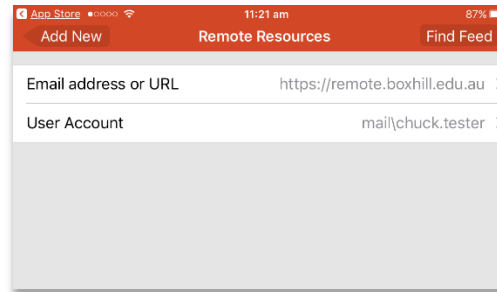 App Store 11:21 am 87%
Add New Remote Resources Find Feed
Email address or URL https://remote.boxhill.edu.au
User Account mail\chuck.tester